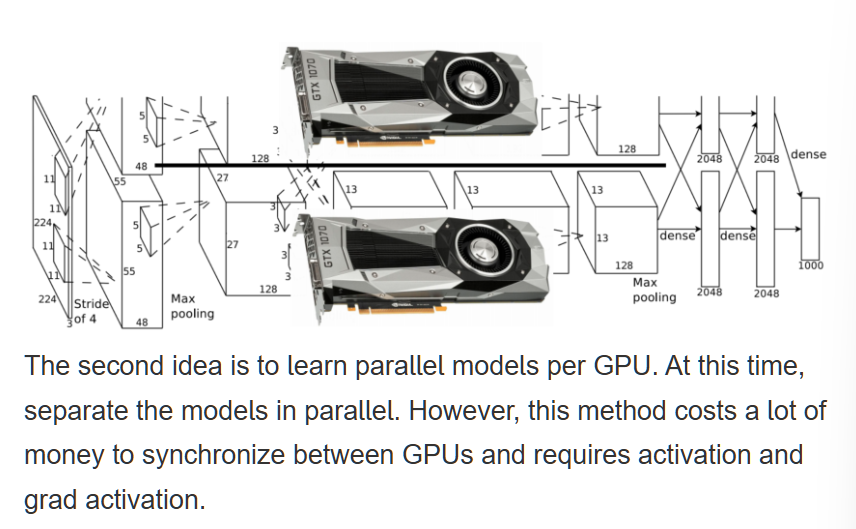 GTX 1070
3
5
5
128
128
2048
2048
dense
48
11
55
27
13
13
13
11
3
224
5
11
5
27
3
13
dense
dense
3
GTX 1070
55
11
3
128
1000
224
Stride
of 4
3
Max
pooling
128
Max
pooling
2048
2048
48
The second idea is to learn parallel models per GPU. At this time,
separate the models in parallel. However, this method costs a lot of
money to synchronize between GPUs and requires activation and
grad activation.